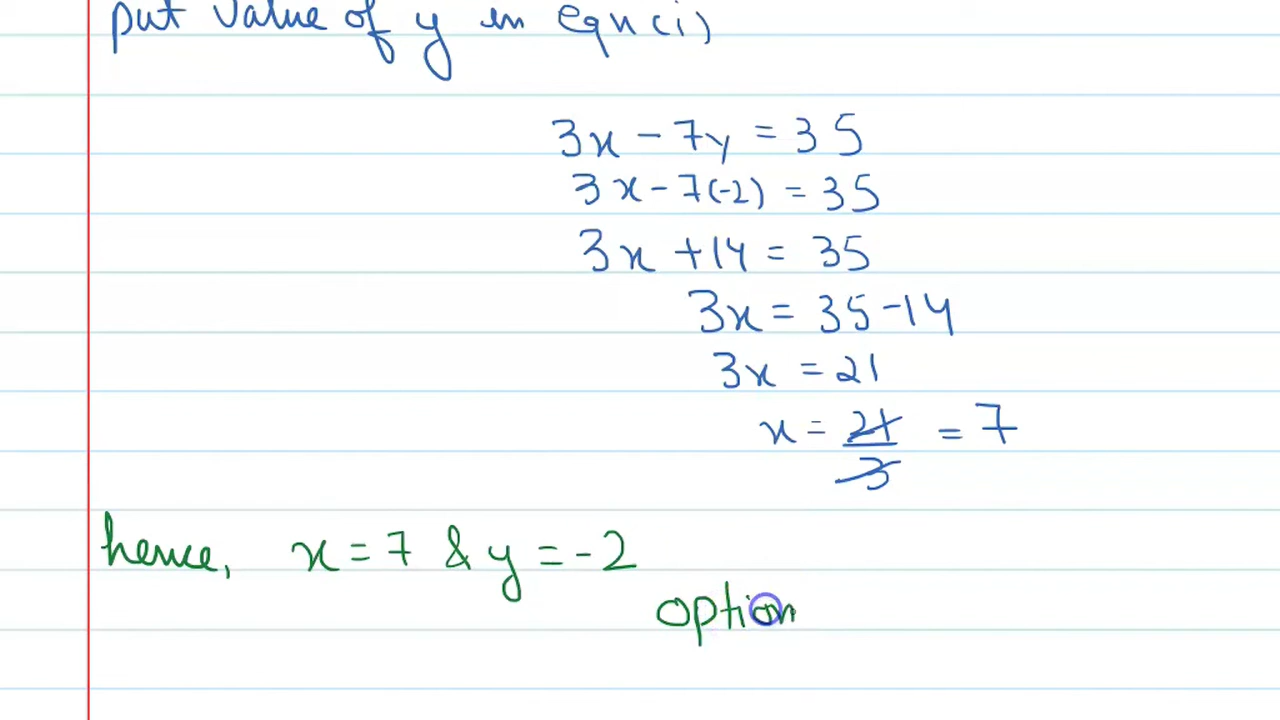 put value of y in eqn(i)
3x - 7y = 35
3x - 7(-2) = 35
3x + 14 = 35
3x = 35 - 14
3x = 21
x = 21/3 = 7
hence, x = 7 & y = -2
option